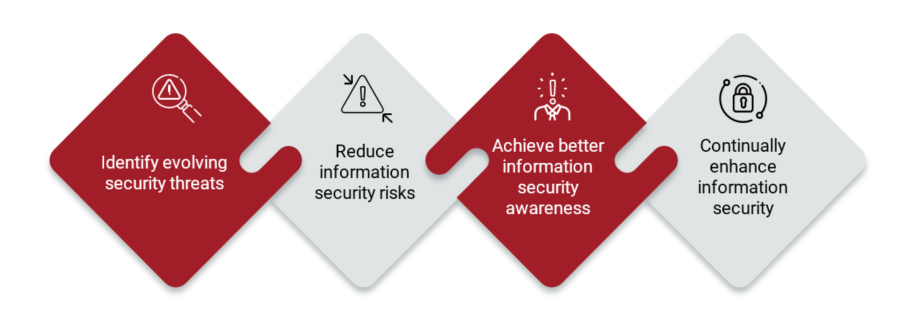 Identify evolving
security threats
Reduce
information
security risks
Achieve better
information
security
awareness
Continually
enhance
information
security